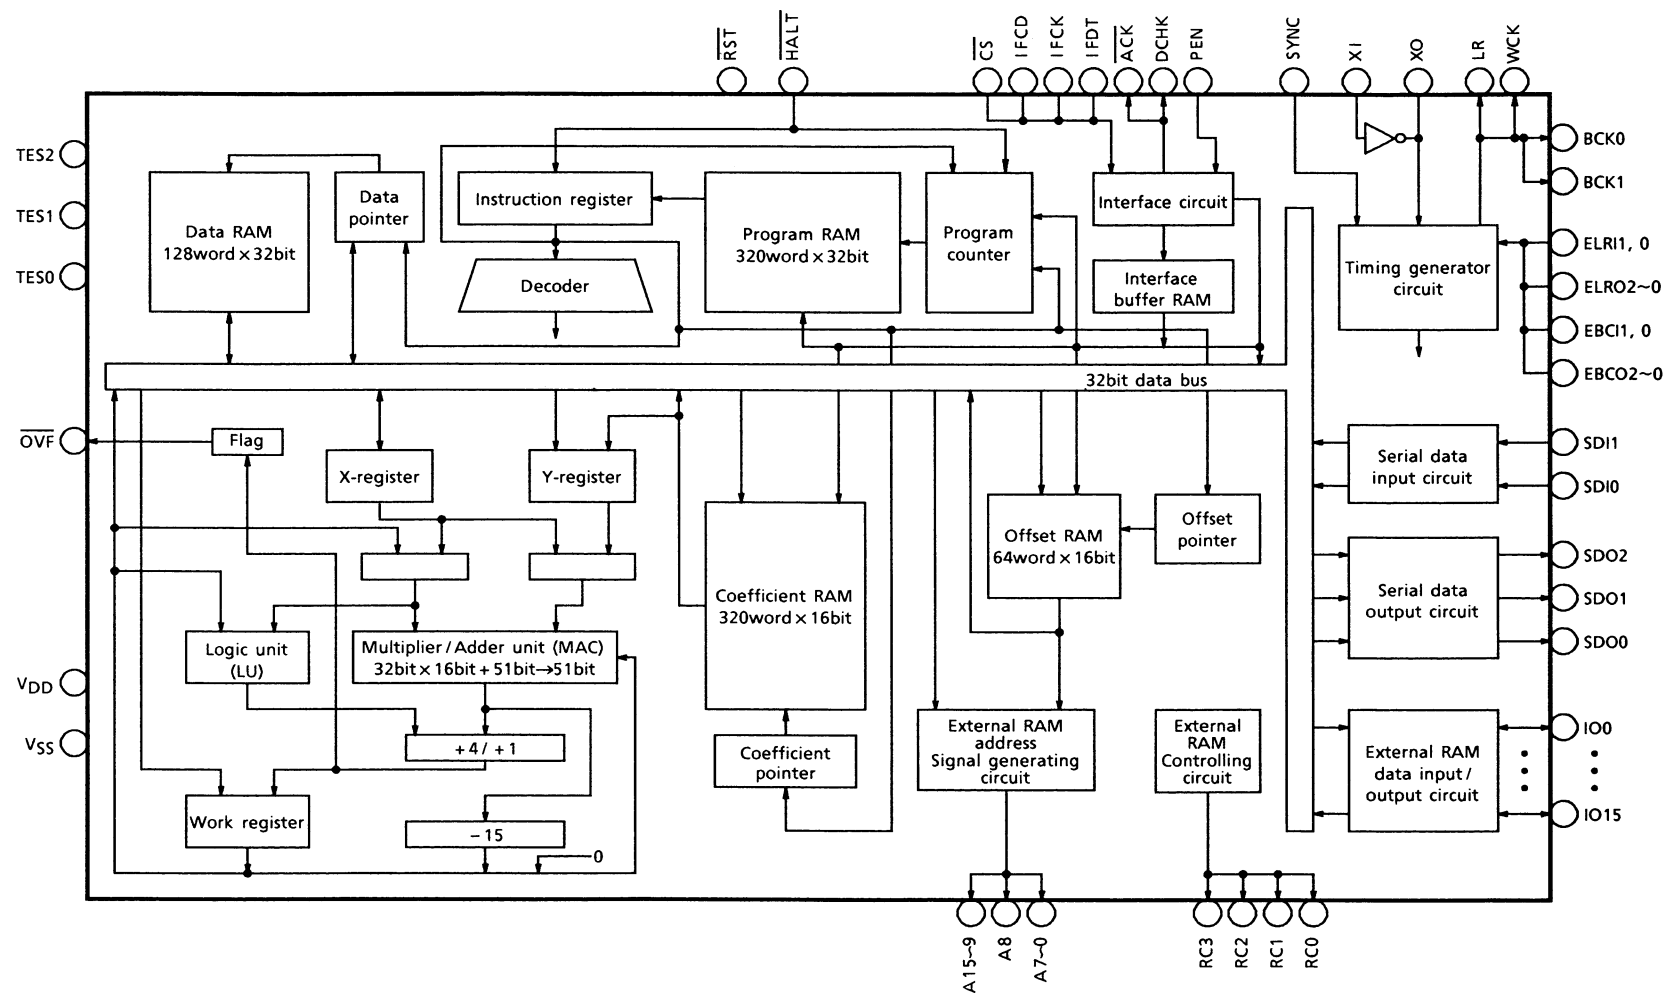 RST
HALT
CS
IFCD
IFCK
IFDT
ACK
DCHK
PEN
SYNC
XI
XO
LR
WCK
TES2
TES1
TES0
OVF
VDD
VSS
Data RAM
128word×32bit
Data
pointer
Instruction register
Decoder
Program RAM
320word×32bit
Program
counter
Interface circuit
Interface
buffer RAM
Timing generator
circuit
BCK0
BCK1
ELRI1, 0
ELRO2~0
EBCI1, 0
EBCO2~0
32bit data bus
Flag
X-register
Y-register
Logic unit
(LU)
Multiplier/Adder unit (MAC)
32bit×16bit+51bit→51bit
+4/+1
Work register
−15
0
Coefficient RAM
320word×16bit
Coefficient
pointer
Offset RAM
64word×16bit
Offset
pointer
External RAM
address
Signal generating
circuit
External
RAM
Controlling
circuit
Serial data
input circuit
Serial data
output circuit
External RAM
data input/
output circuit
SDI1
SDI0
SDO2
SDO1
SDO0
IO0
IO15
A15~9
A8
A7~0
RC3
RC2
RC1
RC0